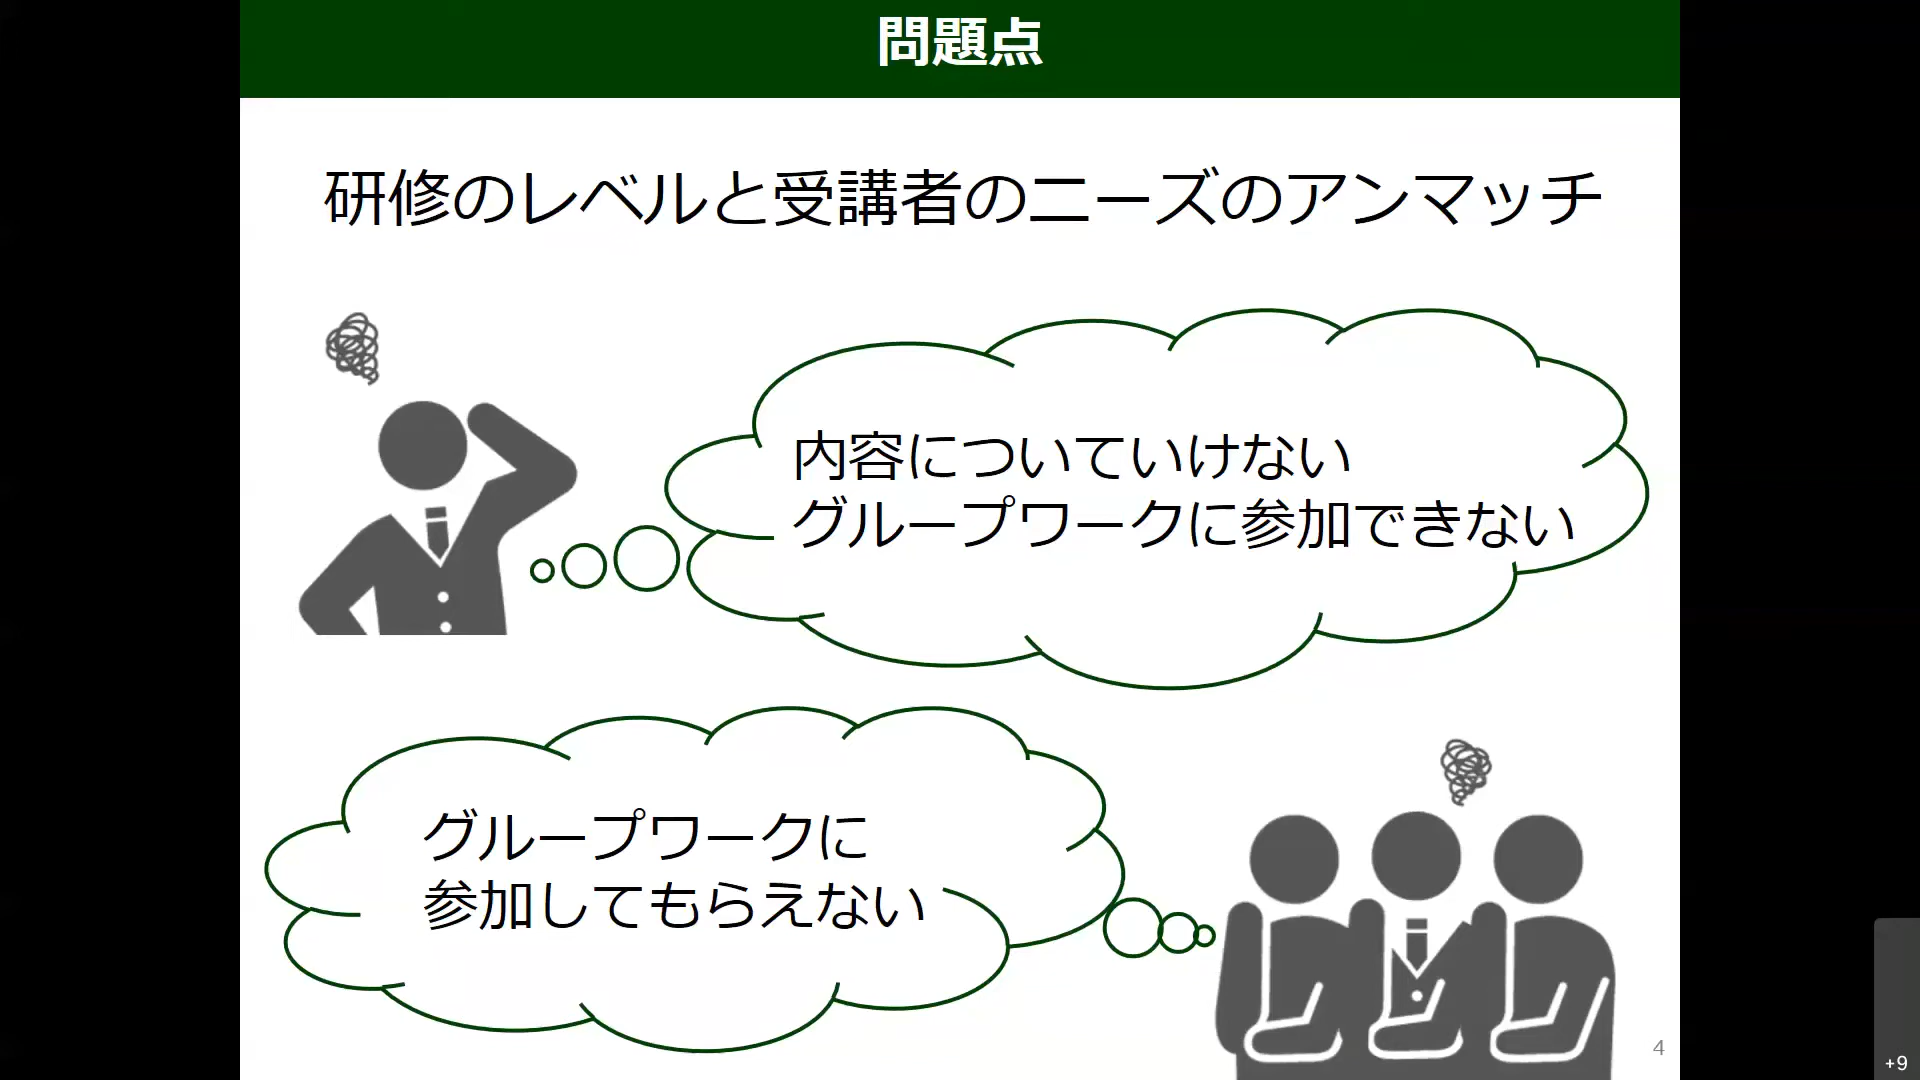 問題点
研修のレベルと受講者のニーズのアンマッチ
内容についていけない
グループワークに参加できない
グループワークに
参加してもらえない
4
+9